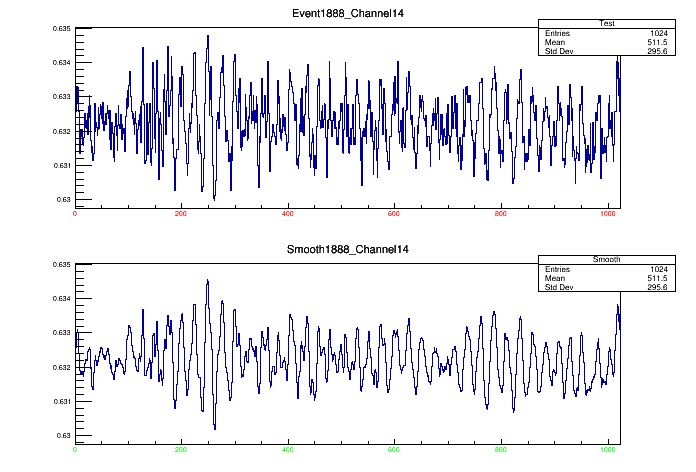 Event1888_Channel14
Test
Entries 1024
Mean 511.5
Std Dev 295.6
0.635
0.634
0.633
0.632
0.631
0.63
0 200 400 600 800 1000
Smooth1888_Channel14
Smooth
Entries 1024
Mean 511.5
Std Dev 295.6
0.635
0.634
0.633
0.632
0.631
0.63
0 200 400 600 800 1000